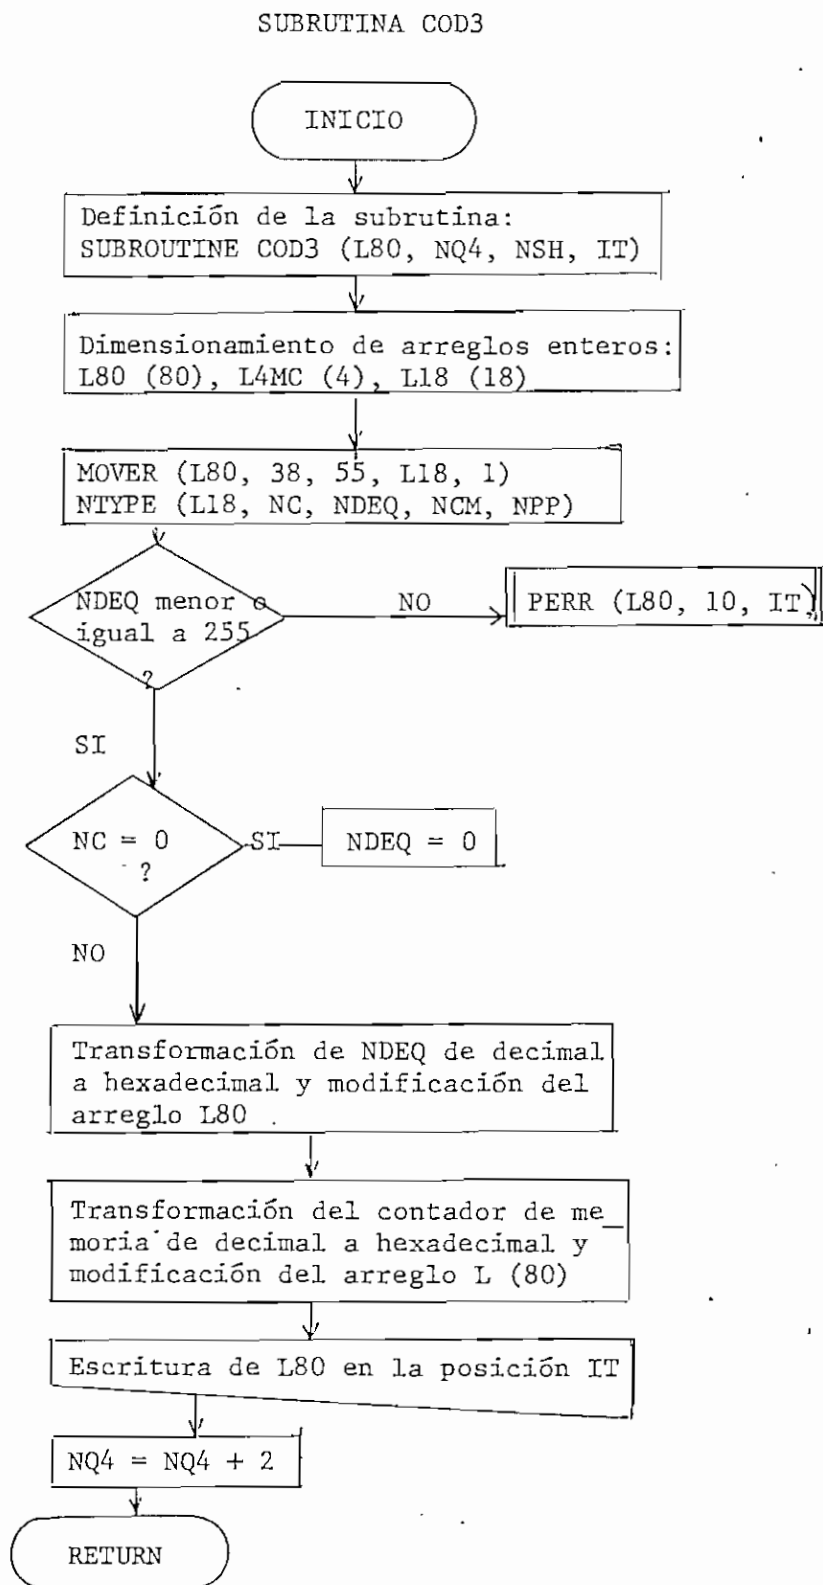 SUBRUTINA COD3
INICIO
Definición de la subrutina:
SUBROUTINE COD3 (L80, NQ4, NSH, IT)
Dimensionamiento de arreglos enteros:
L80 (80), L4MC (4), L18 (18)
MOVER (L80, 38, 55, L18, 1)
NTYPE (L18, NC, NDEQ, NCM, NPP)
NDEQ menor o
igual a 255
?
NO
PERR (L80, 10, IT)
SI
NC = 0
?
SI
NDEQ = 0
NO
Transformación de NDEQ de decimal
a hexadecimal y modificación del
arreglo L80
Transformación del contador de me_
moria de decimal a hexadecimal y
modificación del arreglo L (80)
Escritura de L80 en la posición IT
NQ4 = NQ4 + 2
RETURN